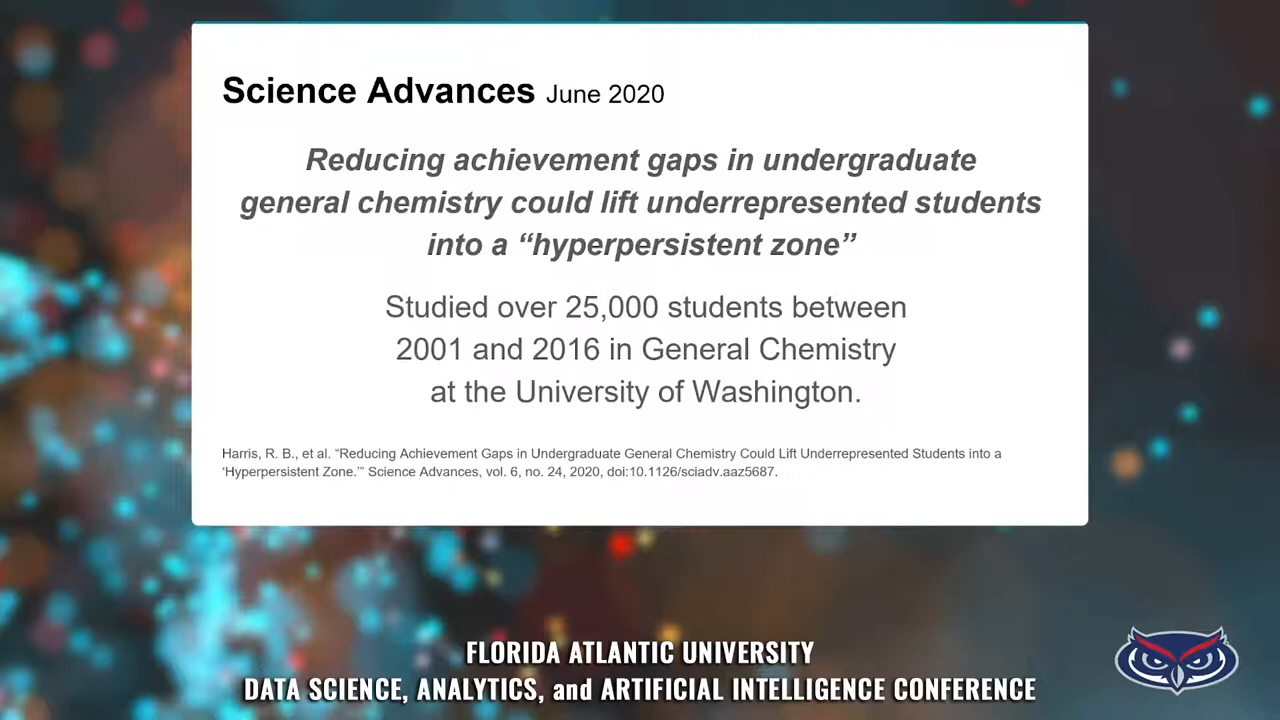 Science Advances June 2020
Reducing achievement gaps in undergraduate
general chemistry could lift underrepresented students
into a “hyperpersistent zone”
Studied over 25,000 students between
2001 and 2016 in General Chemistry
at the University of Washington.
Harris, R. B., et al. “Reducing Achievement Gaps in Undergraduate General Chemistry Could Lift Underrepresented Students into a
‘Hyperpersistent Zone.’” Science Advances, vol. 6, no. 24, 2020, doi:10.1126/sciadv.aaz5687.
FLORIDA ATLANTIC UNIVERSITY
DATA SCIENCE, ANALYTICS, and ARTIFICIAL INTELLIGENCE CONFERENCE